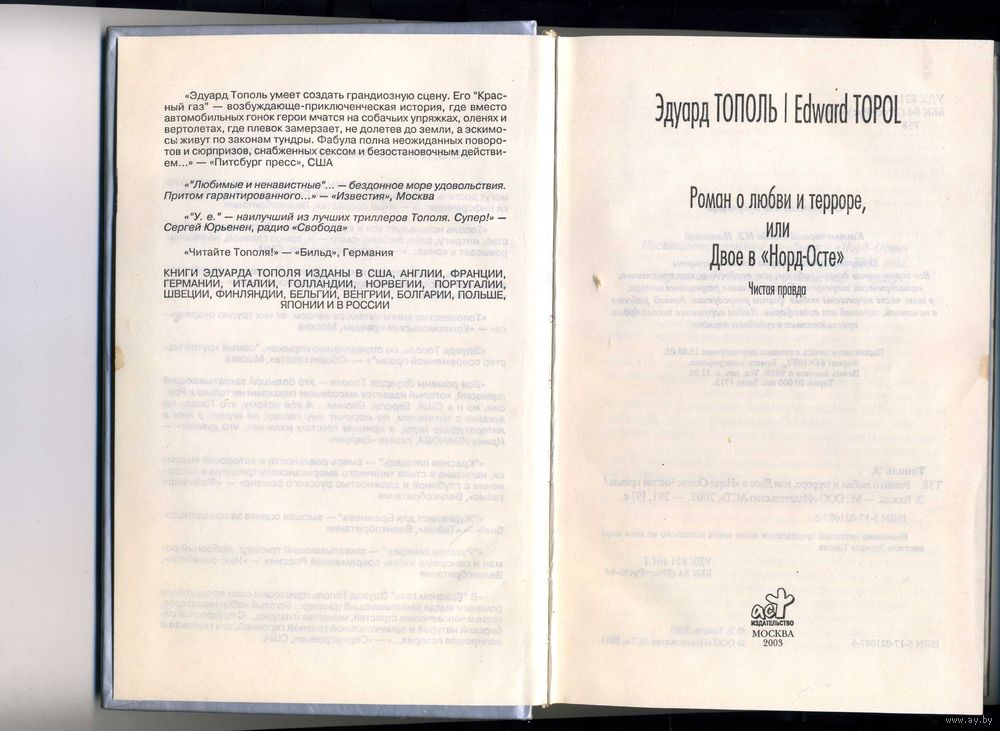 «Эдуард Тополь умеет создать грандиозную сцену. Его "Крас-
ный газ" — возбуждающе-приключенческая история, где вместо
автомобильных гонок герои мчатся на собачьих упряжках, оленях и
вертолетах, где плевок замерзает, не долетев до земли, а эскимо-
сы живут по законам тундры. Фабула полна неожиданных поворо-
тов и сюрпризов, снабженных сексом и безостановочным действи-
ем...» — «Питсбург пресс», США
«"Любимые и ненавистные"... — бездонное море удовольствия.
Притом гарантированного...» — «Известия», Москва
«"У. е." — наилучший из лучших триллеров Тополя. Супер!» —
Сергей Юрьенен, радио «Свобода»
«Читайте Тополя!» — «Бильд», Германия
КНИГИ ЭДУАРДА ТОПОЛЯ ИЗДАНЫ В США, АНГЛИИ, ФРАНЦИИ,
ГЕРМАНИИ, ИТАЛИИ, ГОЛЛАНДИИ, НОРВЕГИИ, ПОРТУГАЛИИ,
ШВЕЦИИ, ФИНЛЯНДИИ, БЕЛЬГИИ, ВЕНГРИИ, БОЛГАРИИ, ПОЛЬШЕ,
ЯПОНИИ И В РОССИИ
Эдуард ТОПОЛЬ | Edward TOPOL
Роман о любви и терроре,
или
Двое в «Норд-Осте»
Чистая правда
аст
ИЗДАТЕЛЬСТВО
МОСКВА
2003
www.ay.by